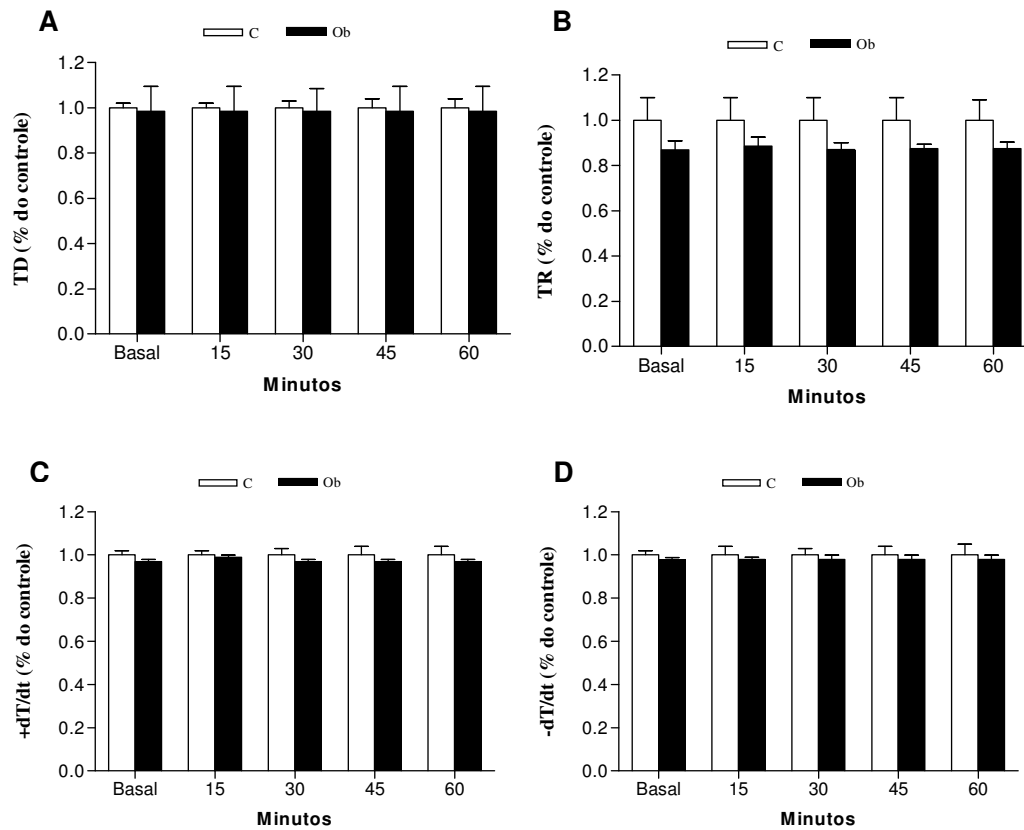 A
C Ob
1.2
1.0
0.8
0.6
0.4
0.2
0.0
TD (% do controle)
Basal 15 30 45 60
Minutos
B
C Ob
1.2
1.0
0.8
0.6
0.4
0.2
0.0
TR (% do controle)
Basal 15 30 45 60
Minutos
C
C Ob
1.2
1.0
0.8
0.6
0.4
0.2
0.0
+dT/dt (% do controle)
Basal 15 30 45 60
Minutos
D
C Ob
1.2
1.0
0.8
0.6
0.4
0.2
0.0
-dT/dt (% do controle)
Basal 15 30 45 60
Minutos